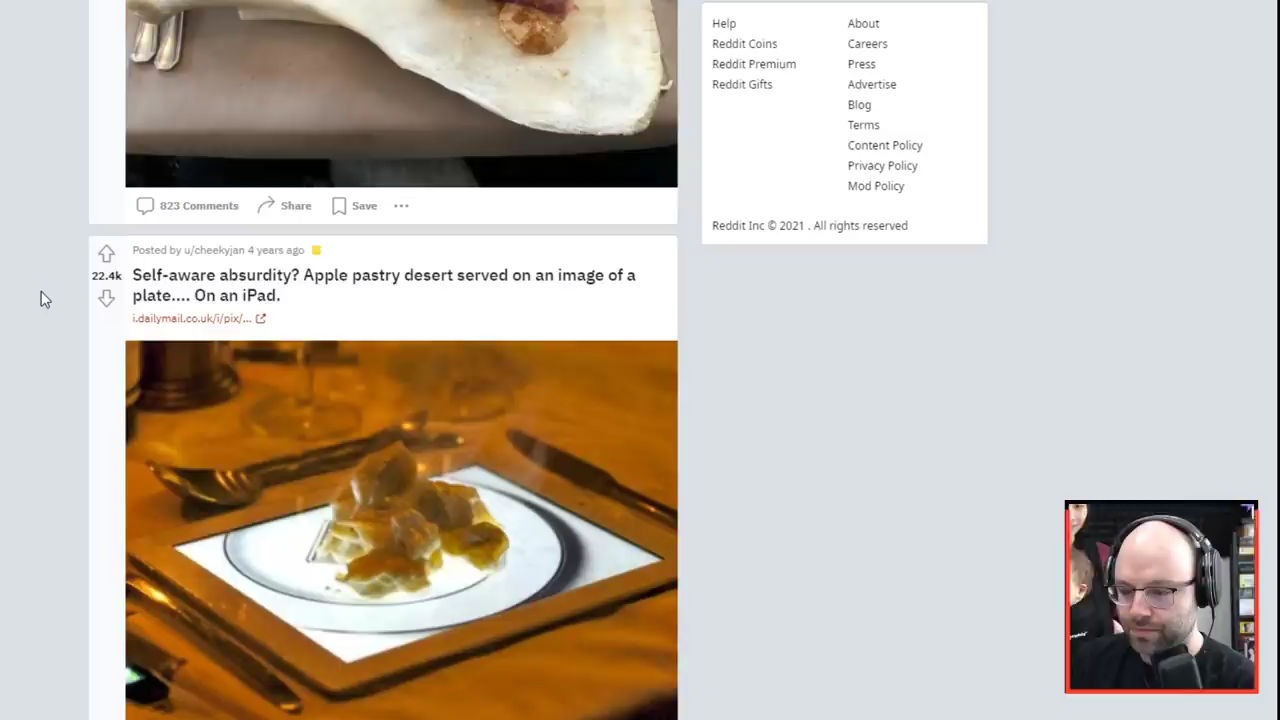 823 Comments
Share
Save
Posted by u/cheekyjan 4 years ago
22.4k
Self-aware absurdity? Apple pastry desert served on an image of a
plate.... On an iPad.
i.dailymail.co.uk/i/pix/...
Help
Reddit Coins
Reddit Premium
Reddit Gifts
About
Careers
Press
Advertise
Blog
Terms
Content Policy
Privacy Policy
Mod Policy
Reddit Inc © 2021 . All rights reserved